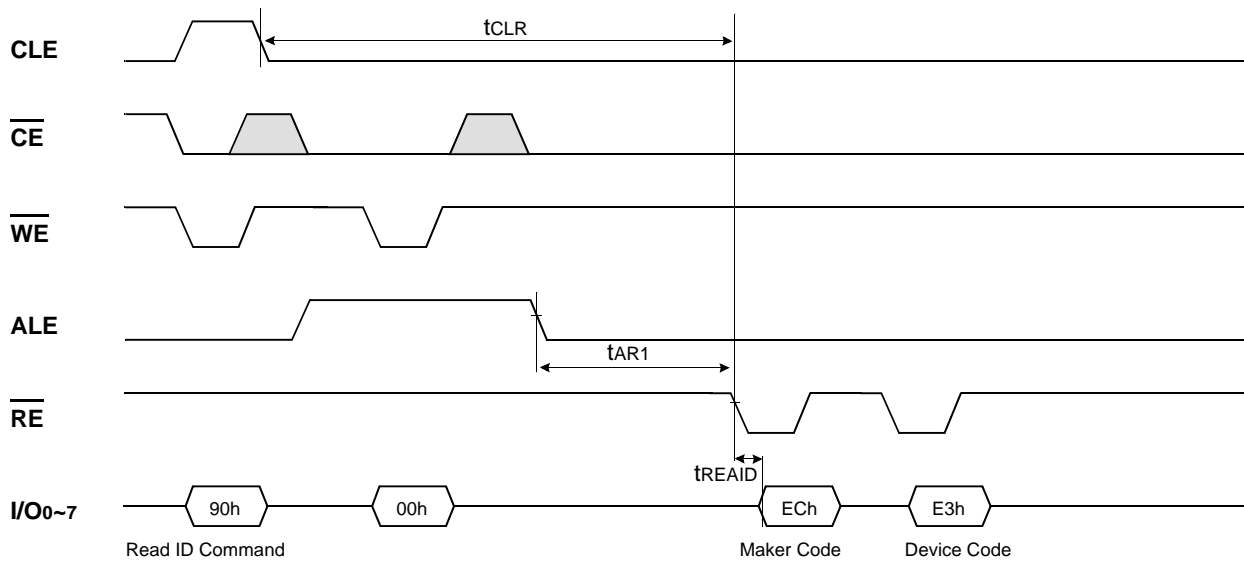 tCLR
CLE
CE
WE
ALE
tAR1
RE
tREAID
I/O0~7
90h
00h
ECh
E3h
Read ID Command
Maker Code
Device Code